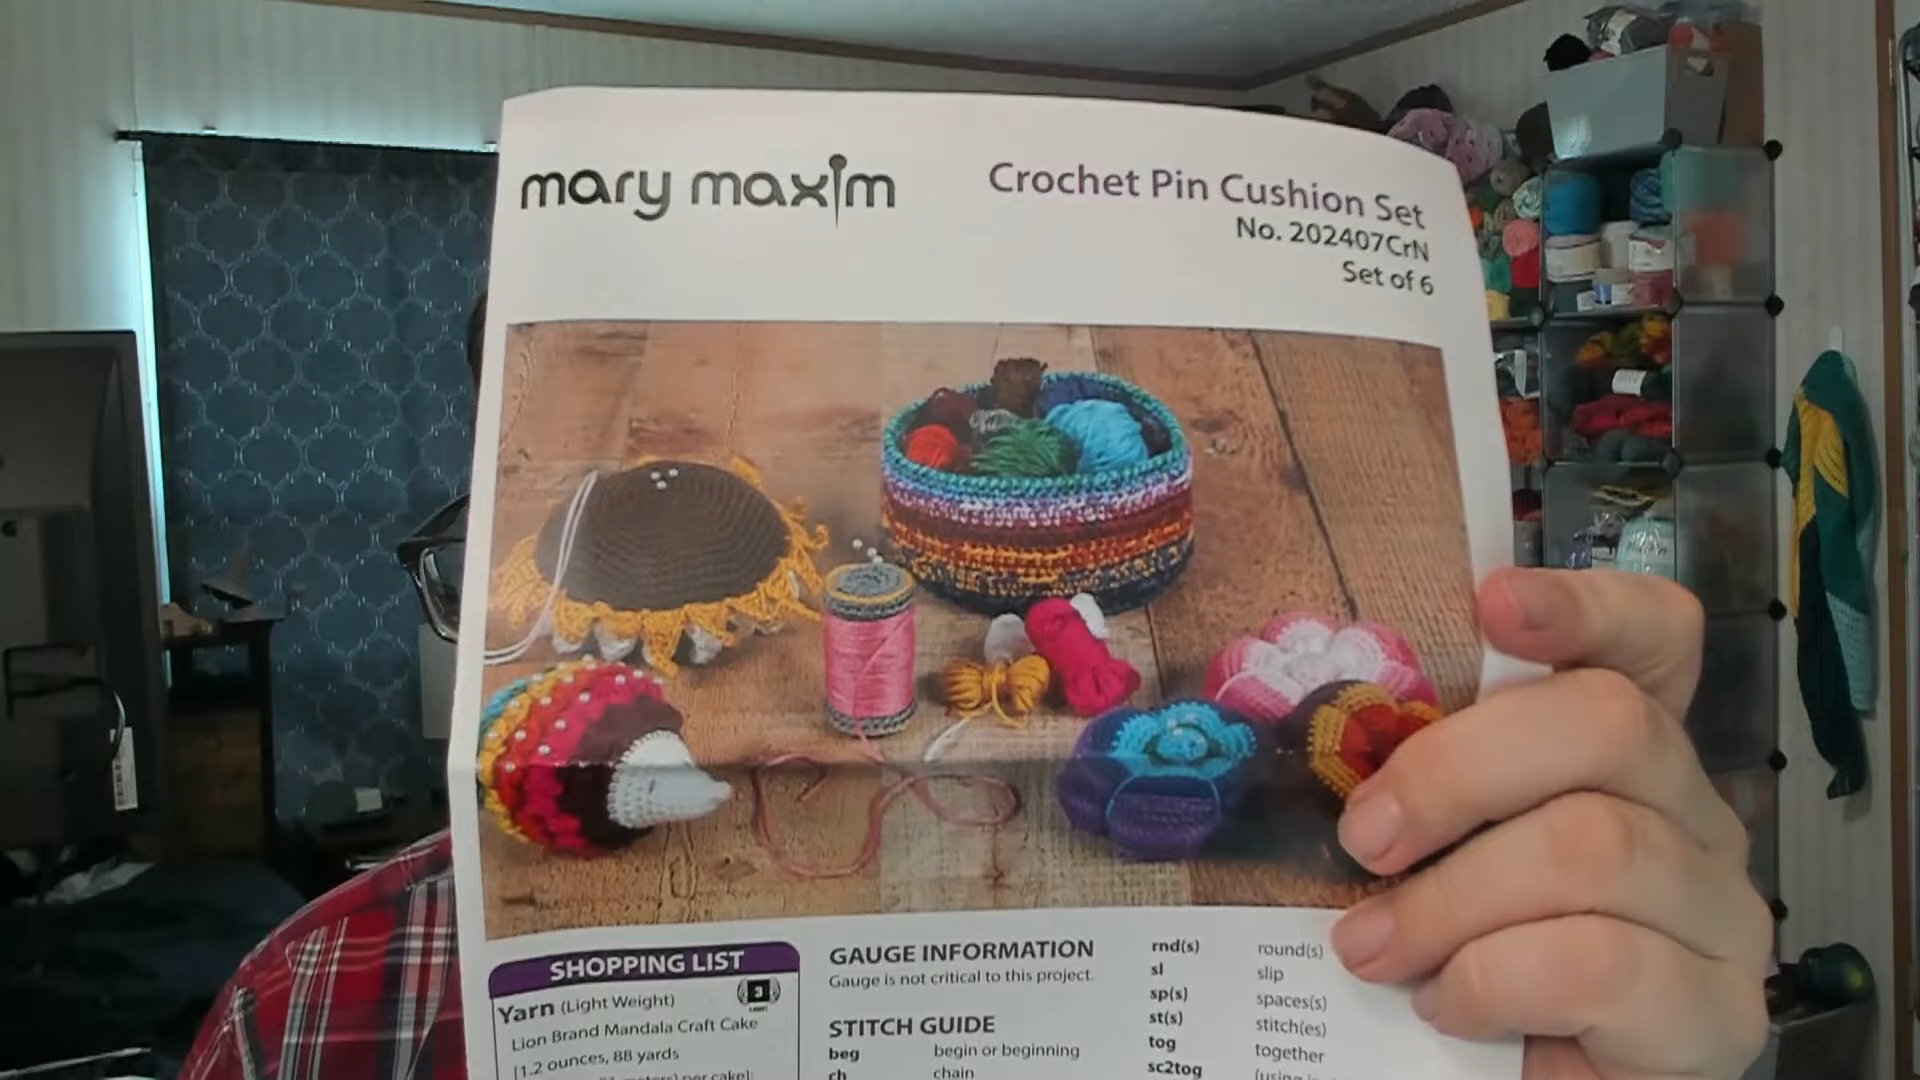 mary maxim
Crochet Pin Cushion Set
No. 202407CrN
Set of 6
SHOPPING LIST
Yarn (Light Weight)
3
Lion Brand Mandala Craft Cake
[1.2 ounces, 88 yards
per cake]:
GAUGE INFORMATION
Gauge is not critical to this project.
STITCH GUIDE
beg begin or beginning
ch chain
rnd(s) round(s)
sl slip
sp(s) spaces(s)
st(s) stitch(es)
tog together
sc2tog